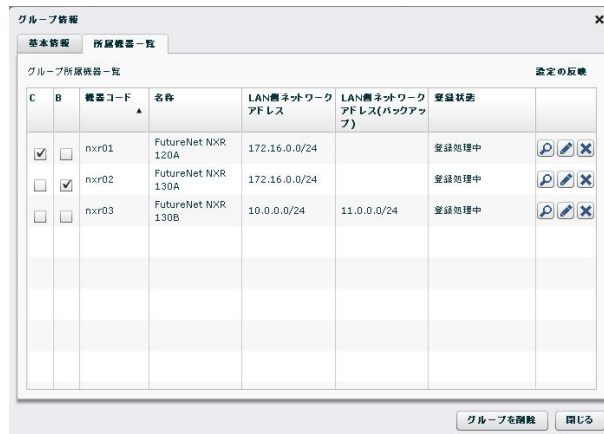 グループ情報
基本情報 所属機器一覧
グループ所属機器一覧 設定の反映
C B 機器コード 名称 LAN側ネットワークアドレス LAN側ネットワークアドレス(バックアップ) 登録状態
nxr01 FutureNet NXR 120A 172.16.0.0/24 登録処理中
nxr02 FutureNet NXR 130A 172.16.0.0/24 登録処理中
nxr03 FutureNet NXR 130B 10.0.0.0/24 11.0.0.0/24 登録処理中
グループを削除 閉じる